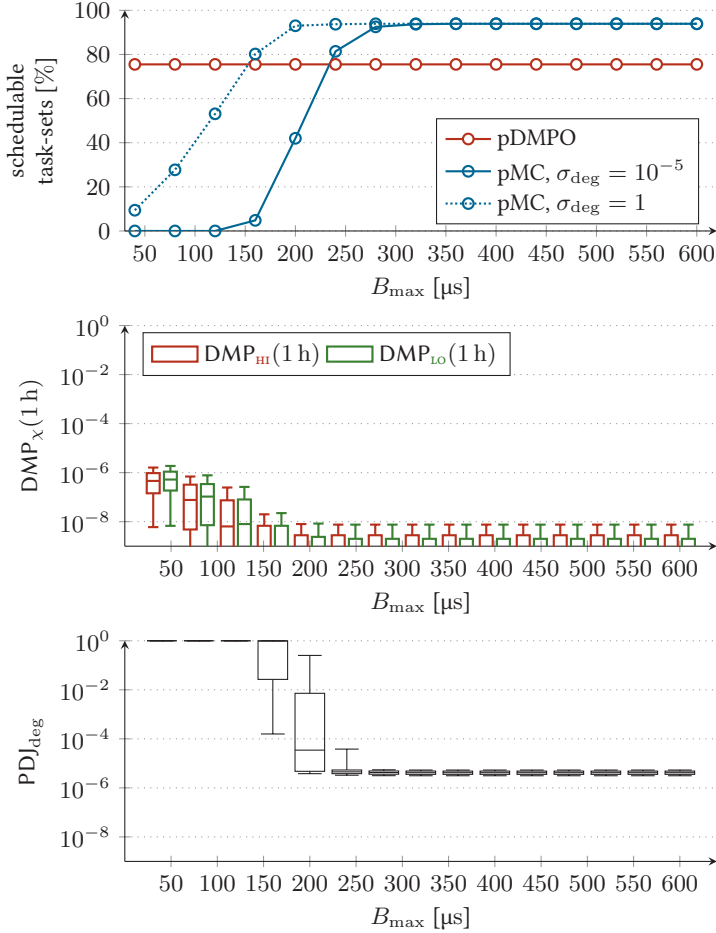 100
80
60
40
20
0
schedulable
task-sets [%]
pDMPO
pMC, σdeg = 10⁻⁵
pMC, σdeg = 1
50 100 150 200 250 300 350 400 450 500 550 600
Bmax [µs]
10⁰
10⁻²
10⁻⁴
10⁻⁶
10⁻⁸
DMPχ(1 h)
DMPHI(1 h) DMPLO(1 h)
50 100 150 200 250 300 350 400 450 500 550 600
Bmax [µs]
10⁰
10⁻²
10⁻⁴
10⁻⁶
10⁻⁸
PDJdeg
50 100 150 200 250 300 350 400 450 500 550 600
Bmax [µs]